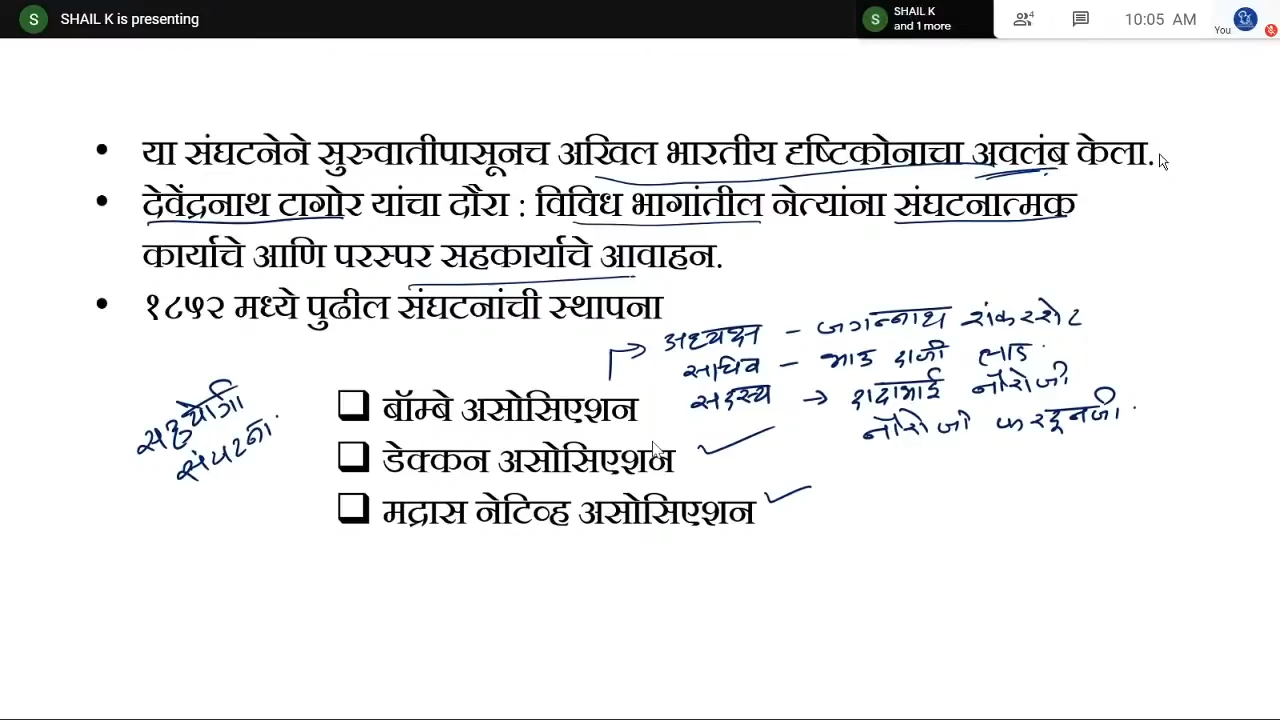 S SHAIL K is presenting
S SHAIL K
and 1 more
4
10:05 AM
You
• या संघटनेने सुरुवातीपासूनच अखिल भारतीय दृष्टिकोनाचा अवलंब केला.
• देवेंद्रनाथ टागोर यांचा दौरा : विविध भागांतील नेत्यांना संघटनात्मक
कार्याचे आणि परस्पर सहकार्याचे आवाहन.
• १८५२ मध्ये पुढील संघटनांची स्थापना
अध्यक्ष - जगन्नाथ शंकरशेट
सचिव - भाऊ दाजी लाड.
सदस्य → दादाभाई नौरोजी
नौरोजी फरदूनजी.
सहयोगी
संघटना.
❑ बॉम्बे असोसिएशन
❑ डेक्कन असोसिएशन
❑ मद्रास नेटिव्ह असोसिएशन